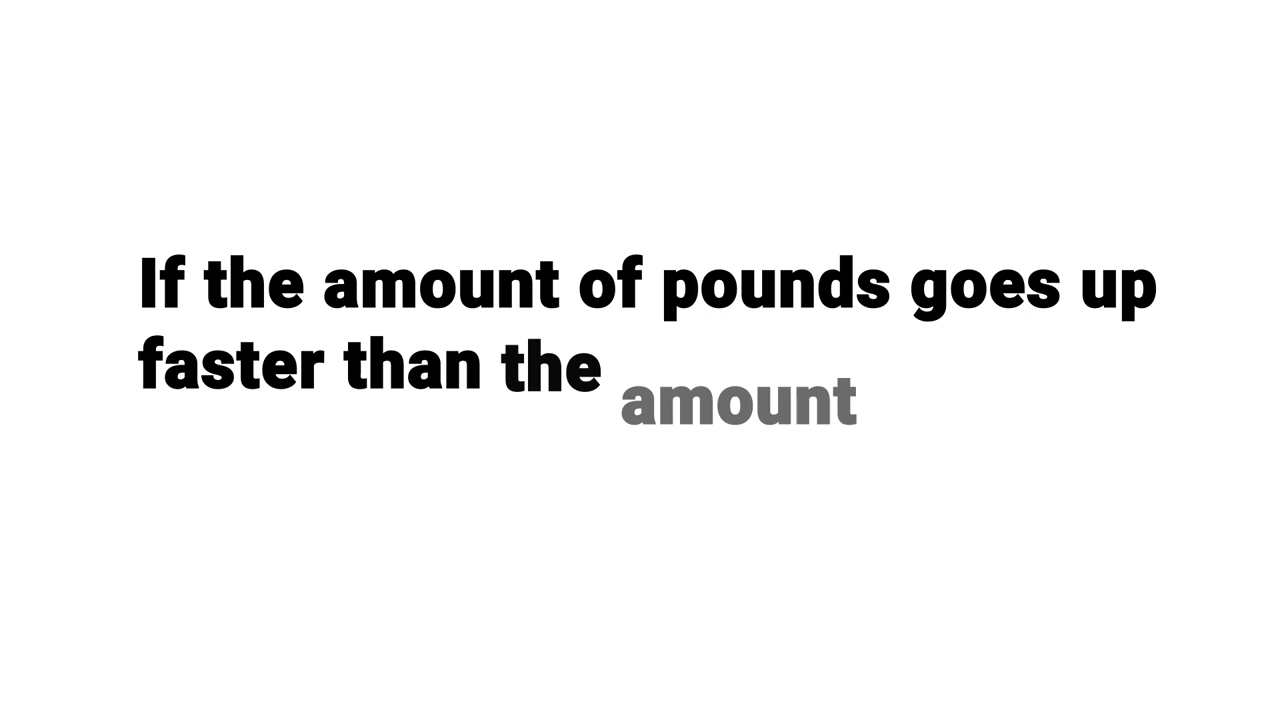 If the amount of pounds goes up
faster than the amount